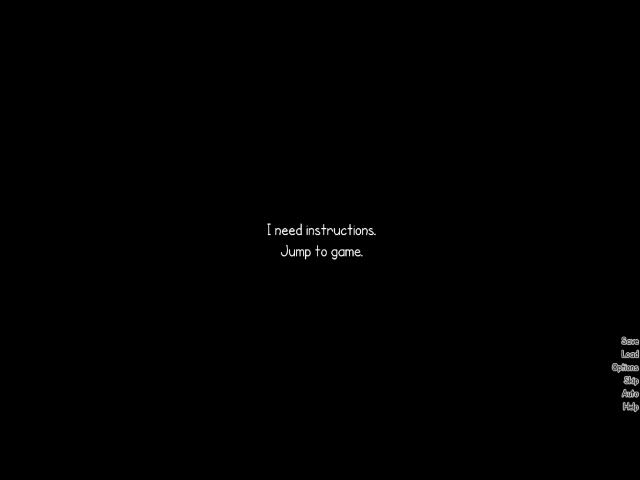 I need instructions.
Jump to game.
Save
Load
Options
Skip
Auto
Help